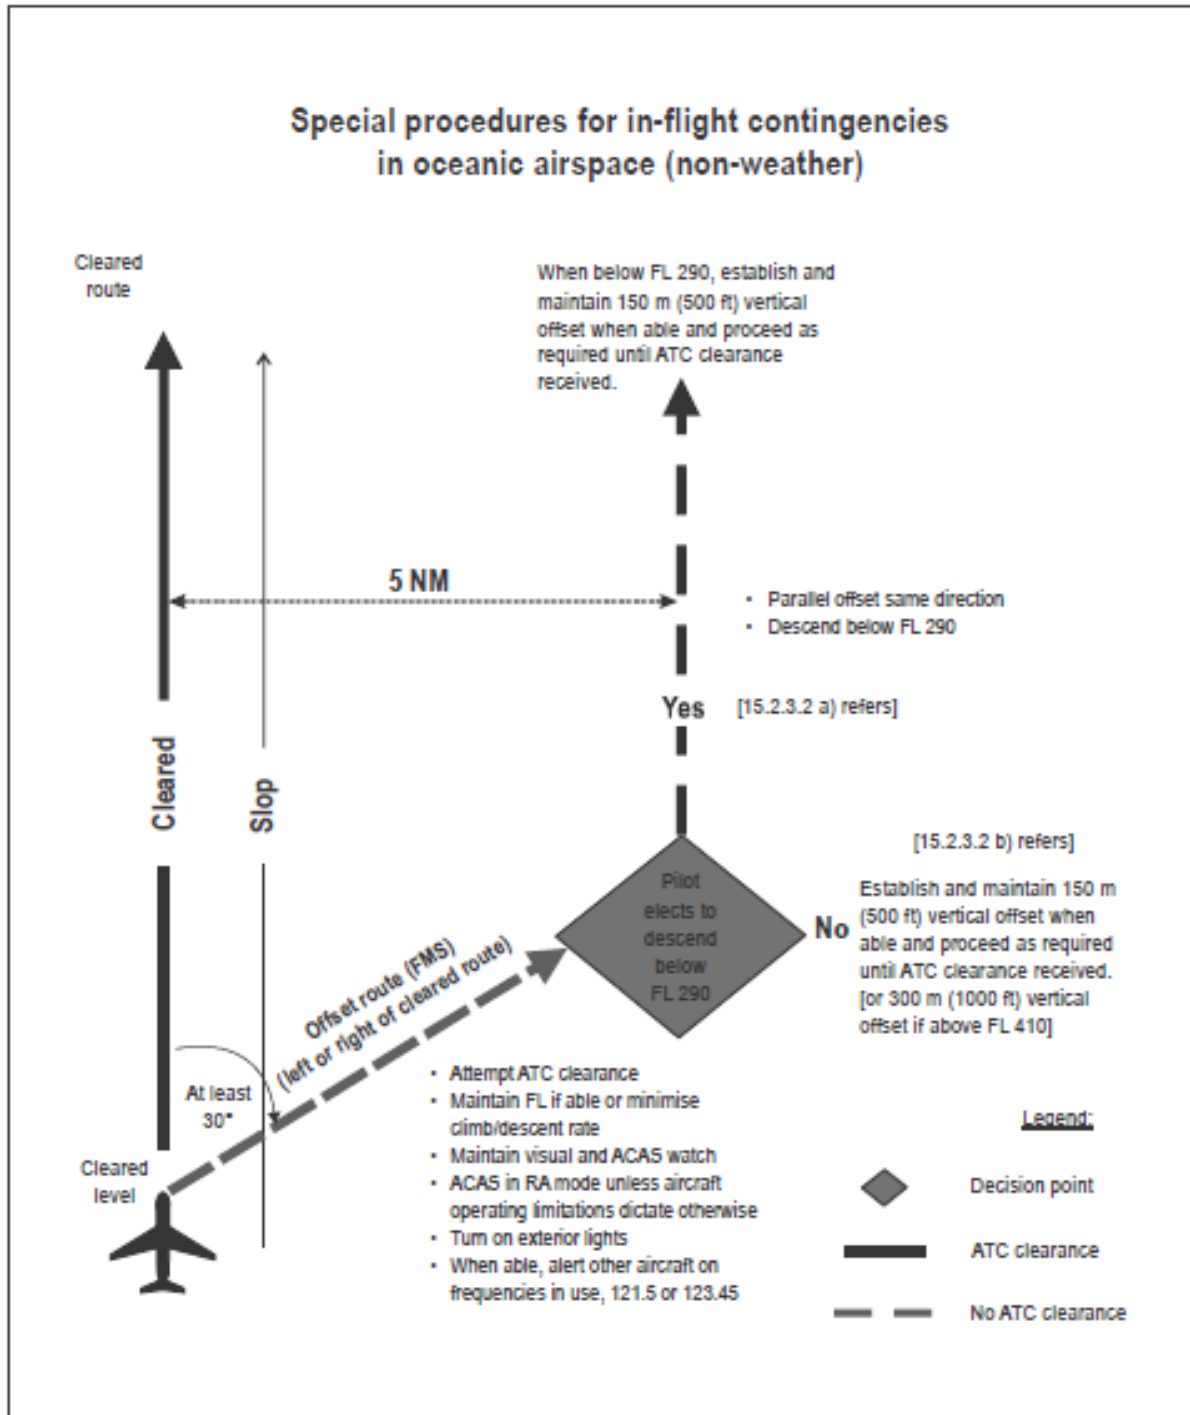 Special procedures for in-flight contingencies
in oceanic airspace (non-weather)
Cleared
route
When below FL 290, establish and
maintain 150 m (500 ft) vertical
offset when able and proceed as
required until ATC clearance
received.
5 NM
• Parallel offset same direction
• Descend below FL 290
Yes
[15.2.3.2 a) refers]
Cleared
Slop
[15.2.3.2 b) refers]
Pilot
elects to
descend
below
FL 290
No
Establish and maintain 150 m
(500 ft) vertical offset when
able and proceed as required
until ATC clearance received.
[or 300 m (1000 ft) vertical
offset if above FL 410]
Offset route (FMS)
(left or right of cleared route)
At least
30°
Cleared
level
• Attempt ATC clearance
• Maintain FL if able or minimise
climb/descent rate
• Maintain visual and ACAS watch
• ACAS in RA mode unless aircraft
operating limitations dictate otherwise
• Turn on exterior lights
• When able, alert other aircraft on
frequencies in use, 121.5 or 123.45
Legend:
Decision point
ATC clearance
No ATC clearance